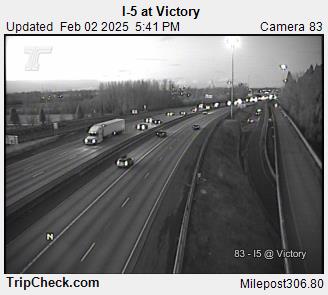 I-5 at Victory
Updated  Feb 02 2025  5:41 PM
Camera 83
T
N
83 - I5 @ Victory
TripCheck.com
Milepost306.80